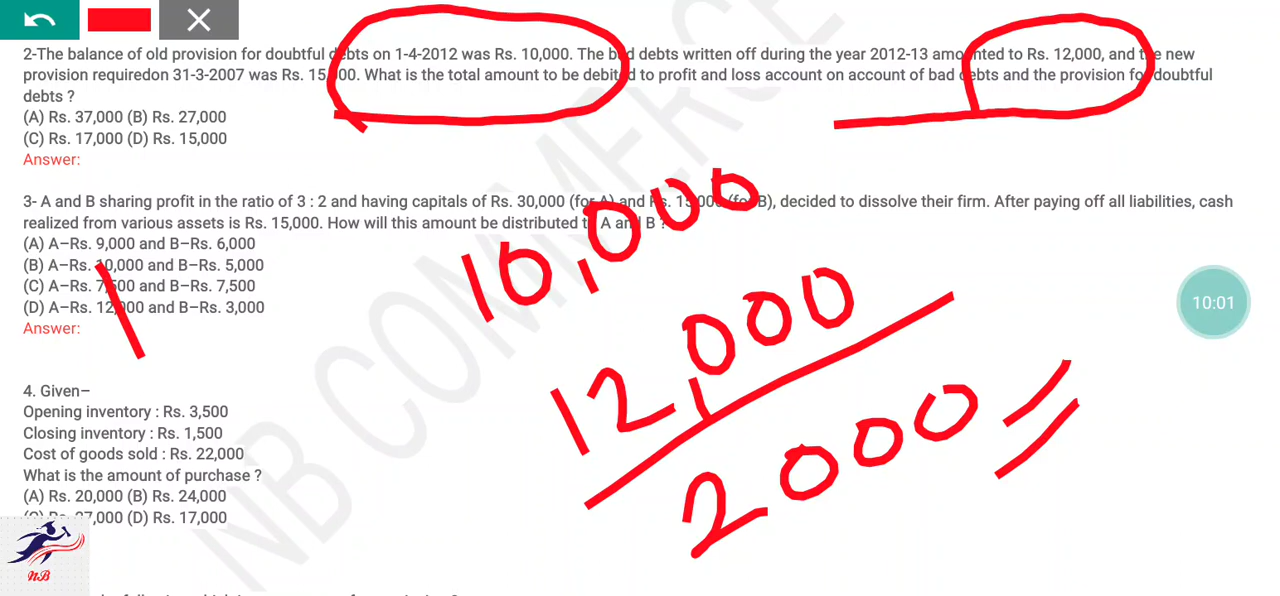 2-The balance of old provision for doubtful debts on 1-4-2012 was Rs. 10,000. The bad debts written off during the year 2012-13 amounted to Rs. 12,000, and the new
provision requiredon 31-3-2007 was Rs. 15,000. What is the total amount to be debited to profit and loss account on account of bad debts and the provision for doubtful
debts ?
(A) Rs. 37,000 (B) Rs. 27,000
(C) Rs. 17,000 (D) Rs. 15,000
Answer:
3- A and B sharing profit in the ratio of 3 : 2 and having capitals of Rs. 30,000 (for A) and Rs. 15,000 (for B), decided to dissolve their firm. After paying off all liabilities, cash
realized from various assets is Rs. 15,000. How will this amount be distributed to A and B ?
(A) A–Rs. 9,000 and B–Rs. 6,000
(B) A–Rs. 10,000 and B–Rs. 5,000
(C) A–Rs. 7,500 and B–Rs. 7,500
(D) A–Rs. 12,000 and B–Rs. 3,000
Answer:
10,000
12,000
2000=
10:01
4. Given–
Opening inventory : Rs. 3,500
Closing inventory : Rs. 1,500
Cost of goods sold : Rs. 22,000
What is the amount of purchase ?
(A) Rs. 20,000 (B) Rs. 24,000
27,000 (D) Rs. 17,000
NB
NB COMMERCE